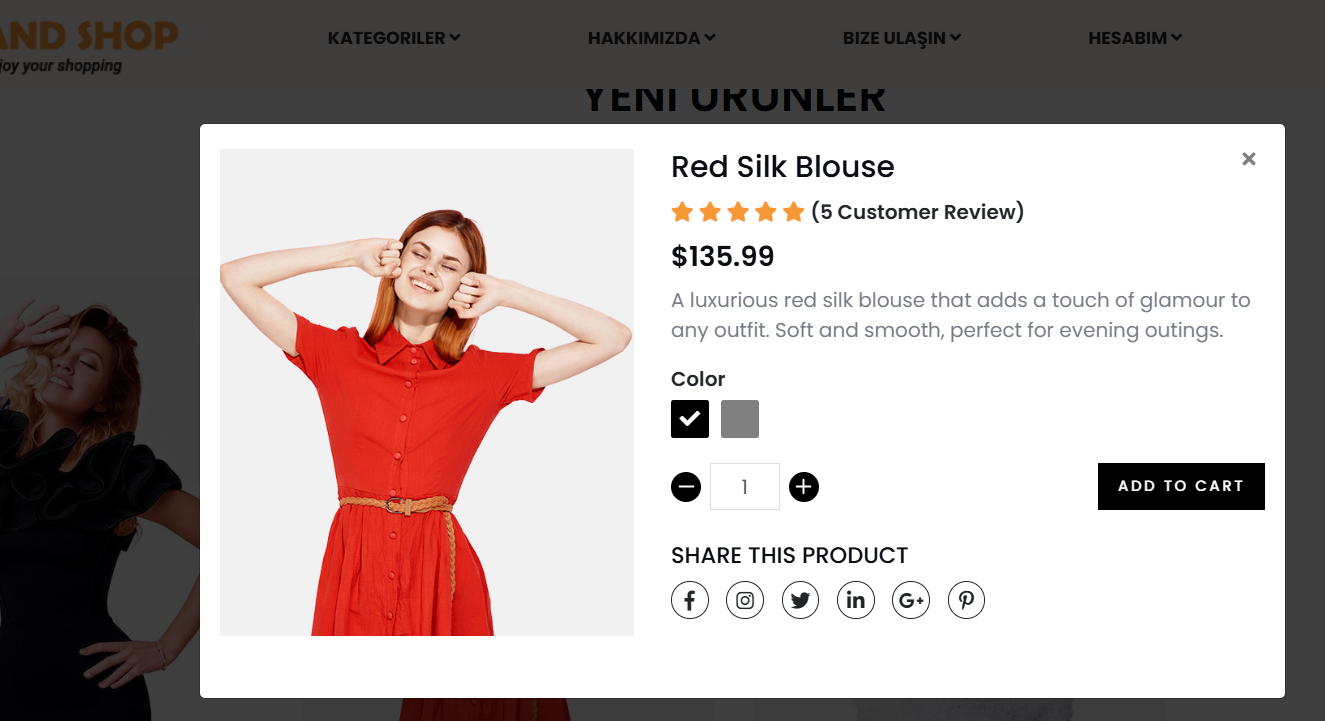 AND SHOP
joy your shopping
KATEGORILER
HAKKIMIZDA
BIZE ULAŞIN
HESABIM
YENI ÜRÜNLER
Red Silk Blouse
(5 Customer Review)
$135.99
A luxurious red silk blouse that adds a touch of glamour to
any outfit. Soft and smooth, perfect for evening outings.
Color
1
ADD TO CART
SHARE THIS PRODUCT